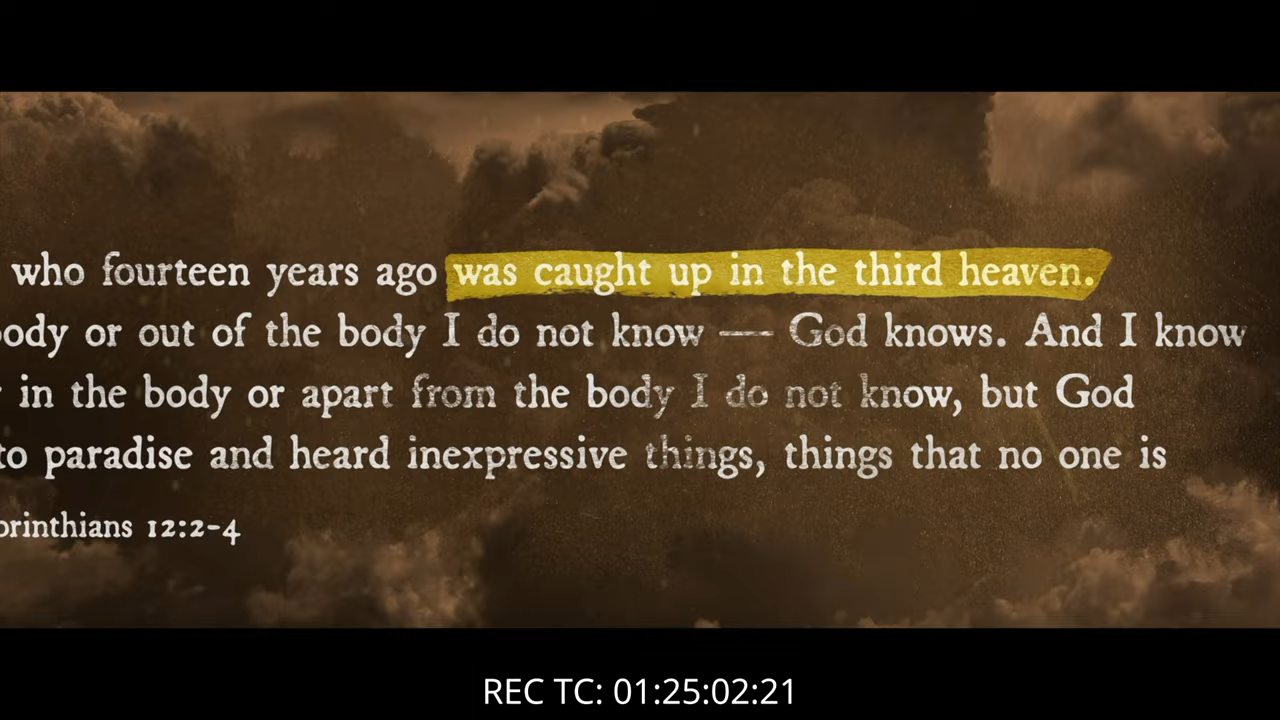 who fourteen years ago was caught up in the third heaven.
body or out of the body I do not know — God knows. And I know
in the body or apart from the body I do not know, but God
to paradise and heard inexpressive things, things that no one is
orinthians 12:2-4
REC TC: 01:25:02:21